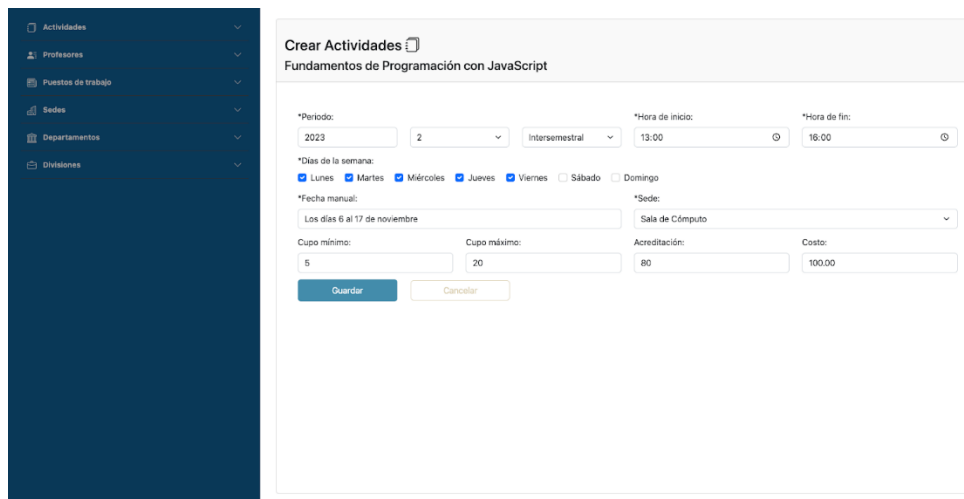 Actividades
Profesores
Puestos de trabajo
Sedes
Departamentos
Divisiones
Crear Actividades
Fundamentos de Programación con JavaScript
*Periodo: *Hora de inicio: *Hora de fin:
2023 2 Intersemestral 13:00 16:00
*Días de la semana:
Lunes Martes Miércoles Jueves Viernes Sábado Domingo
*Fecha manual: *Sede:
Los días 6 al 17 de noviembre Sala de Cómputo
Cupo mínimo: Cupo máximo: Acreditación: Costo:
5 20 80 100.00
Guardar Cancelar